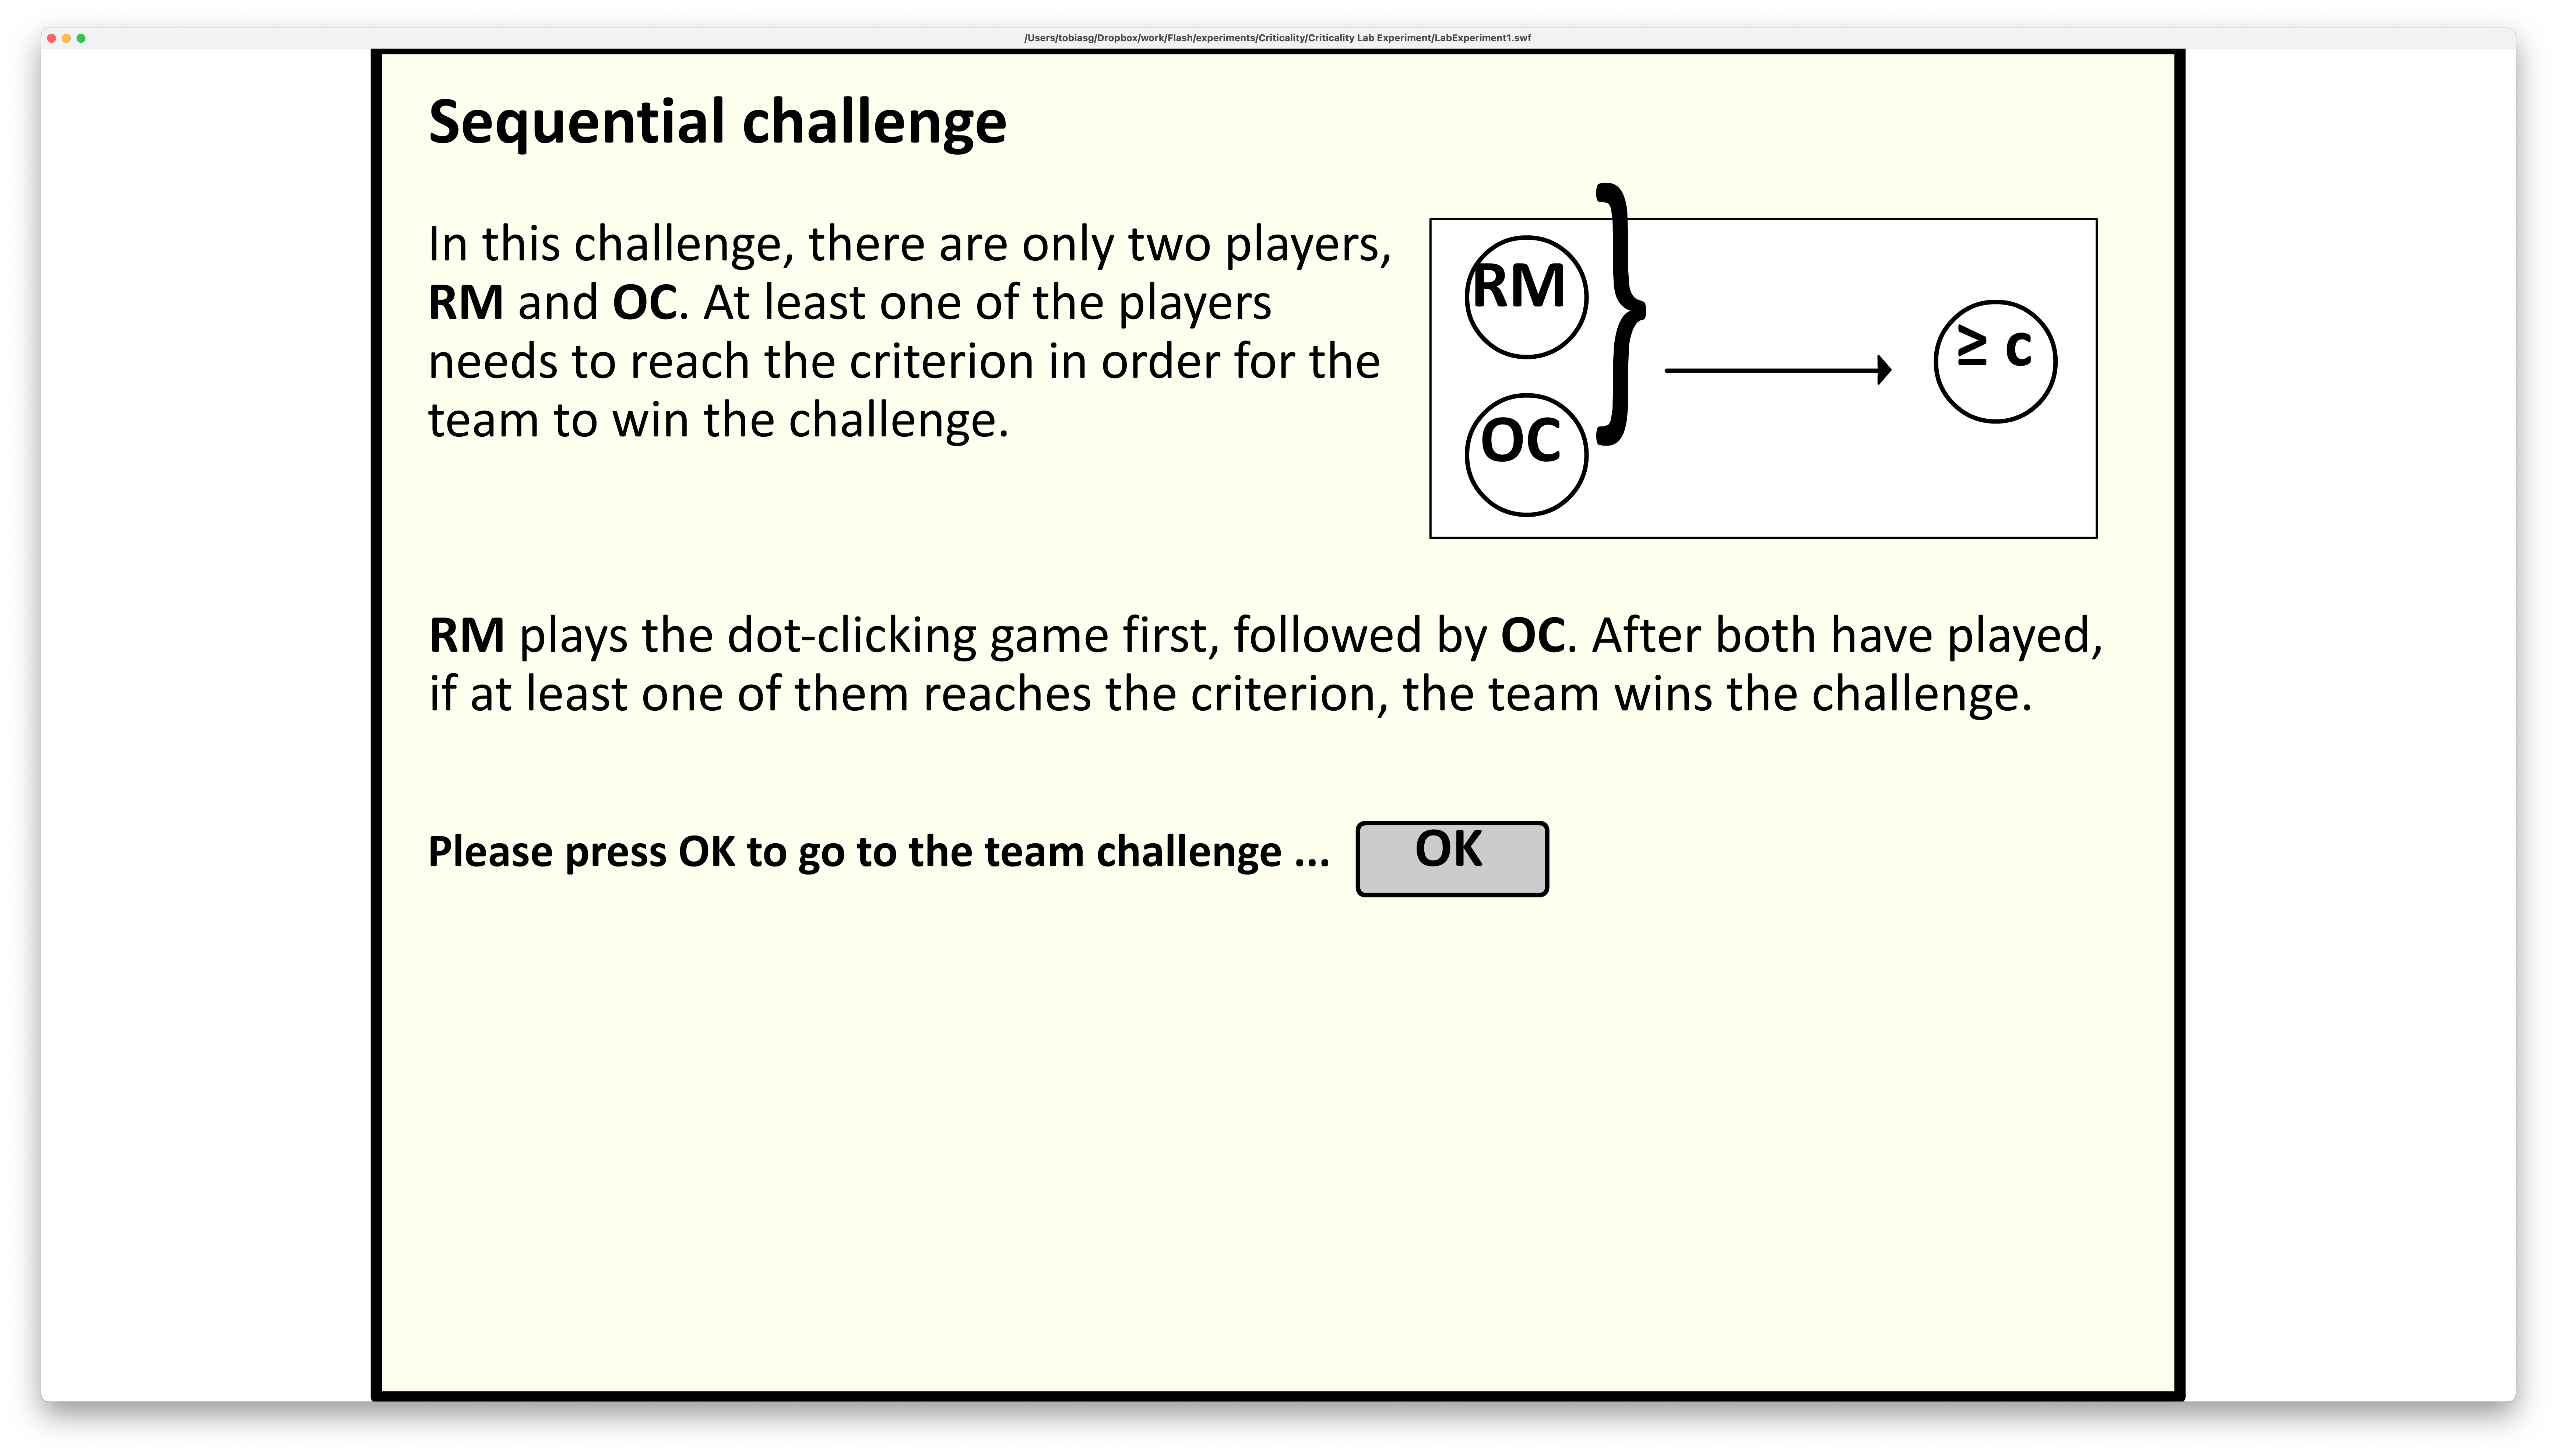 /Users/tobiasg/Dropbox/work/Flash/experiments/Criticality/Criticality Lab Experiment/LabExperiment1.swf
Sequential challenge
In this challenge, there are only two players,
RM and OC. At least one of the players
needs to reach the criterion in order for the
team to win the challenge.
RM
OC
}
≥ c
RM plays the dot-clicking game first, followed by OC. After both have played,
if at least one of them reaches the criterion, the team wins the challenge.
Please press OK to go to the team challenge ...
OK